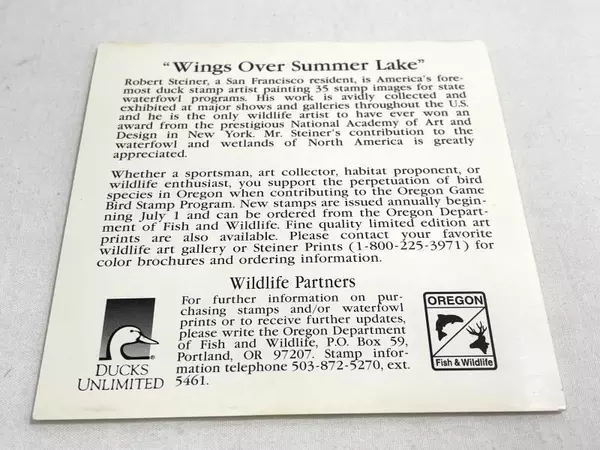 "Wings Over Summer Lake"
Robert Steiner, a San Francisco resident, is America's fore-
most duck stamp artist painting 35 stamp images for state
waterfowl programs. His work is avidly collected and
exhibited at major shows and galleries throughout the U.S.
and he is the only wildlife artist to have ever won an
award from the prestigious National Academy of Art and
Design in New York. Mr. Steiner's contribution to the
waterfowl and wetlands of North America is greatly
appreciated.
Whether a sportsman, art collector, habitat proponent, or
wildlife enthusiast, you support the perpetuation of bird
species in Oregon when contributing to the Oregon Game
Bird Stamp Program. New stamps are issued annually begin-
ning July 1 and can be ordered from the Oregon Depart-
ment of Fish and Wildlife. Fine quality limited edition art
prints are also available. Please contact your favorite
wildlife art gallery or Steiner Prints (1-800-225-3971) for
color brochures and ordering information.
Wildlife Partners
For further information on pur-
chasing stamps and/or waterfowl
prints or to receive further updates,
please write the Oregon Department
of Fish and Wildlife, P.O. Box 59,
Portland, OR 97207. Stamp infor-
mation telephone 503-872-5270, ext.
5461.
DUCKS
UNLIMITED
OREGON
Fish & Wildlife